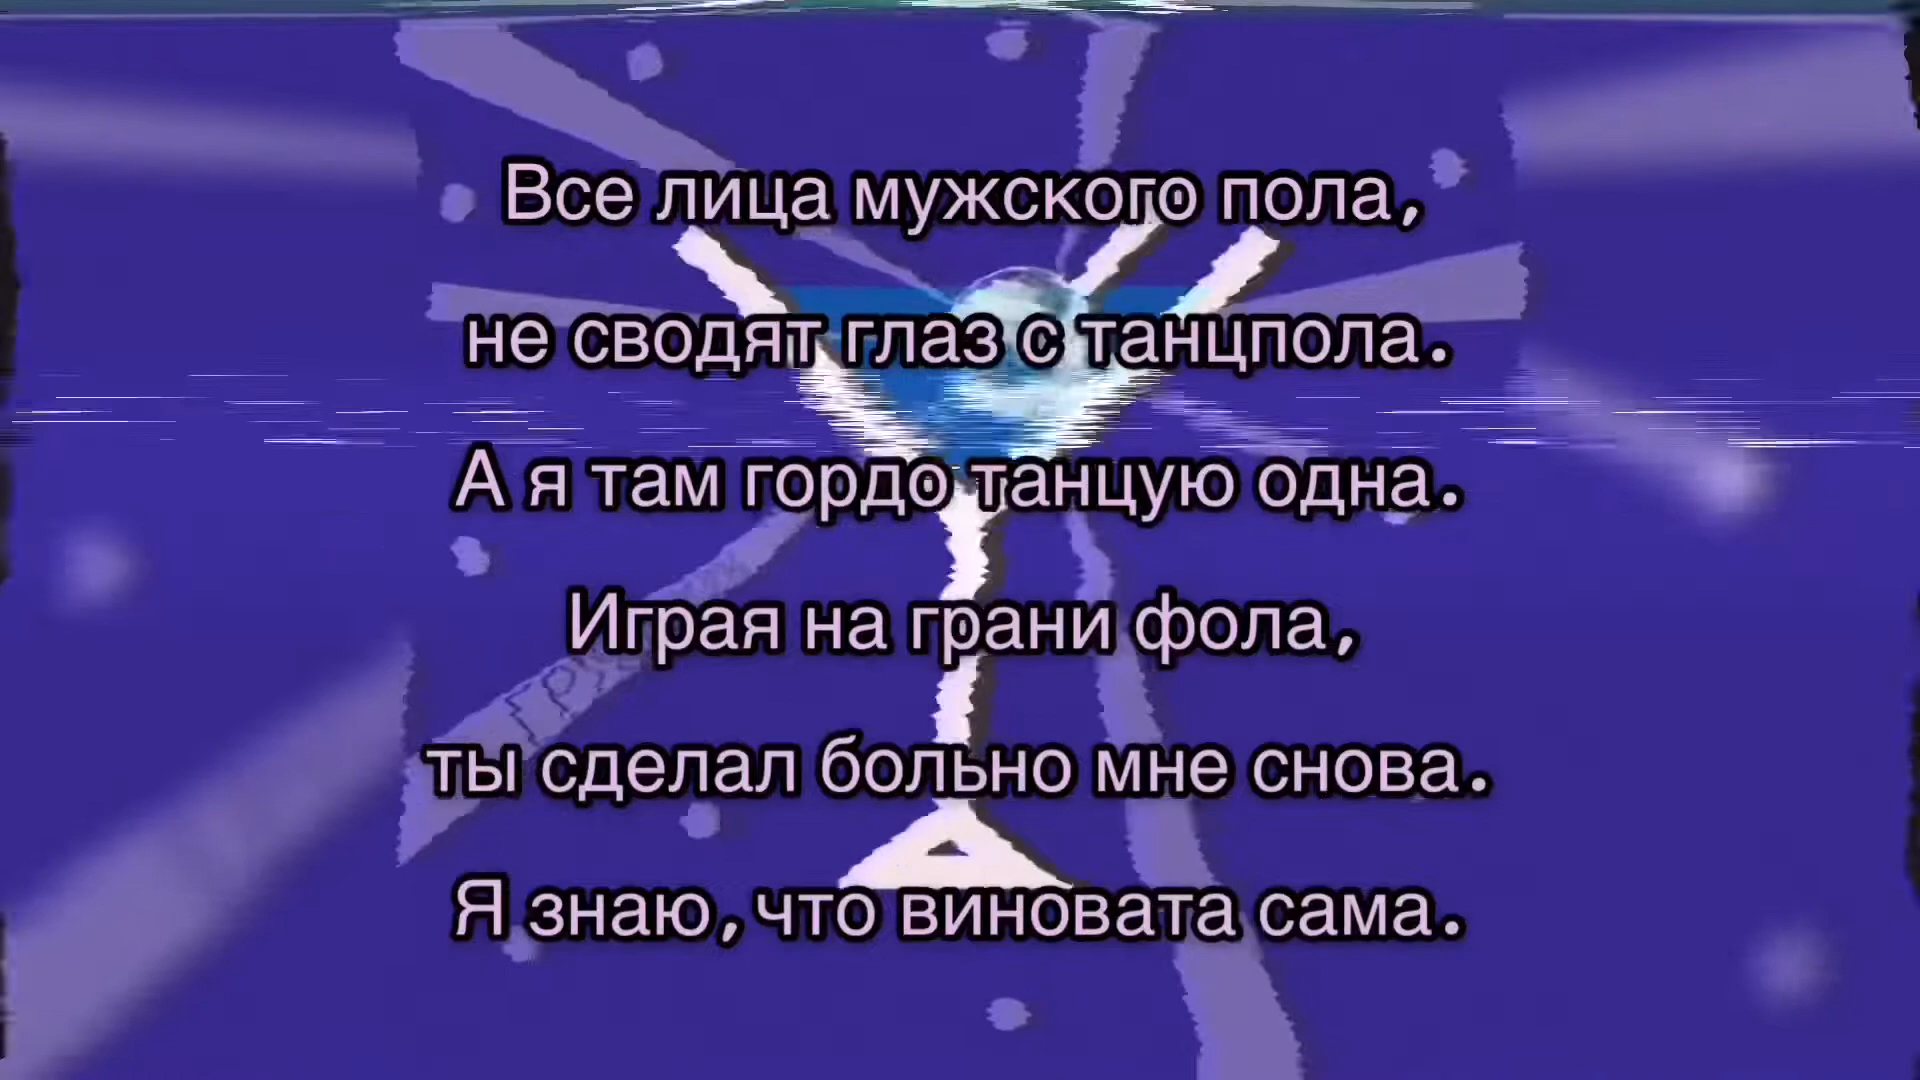 Все лица мужского пола,
не сводят глаз с танцпола.
А я там гордо танцую одна.
Играя на грани фола,
ты сделал больно мне снова.
Я знаю, что виновата сама.